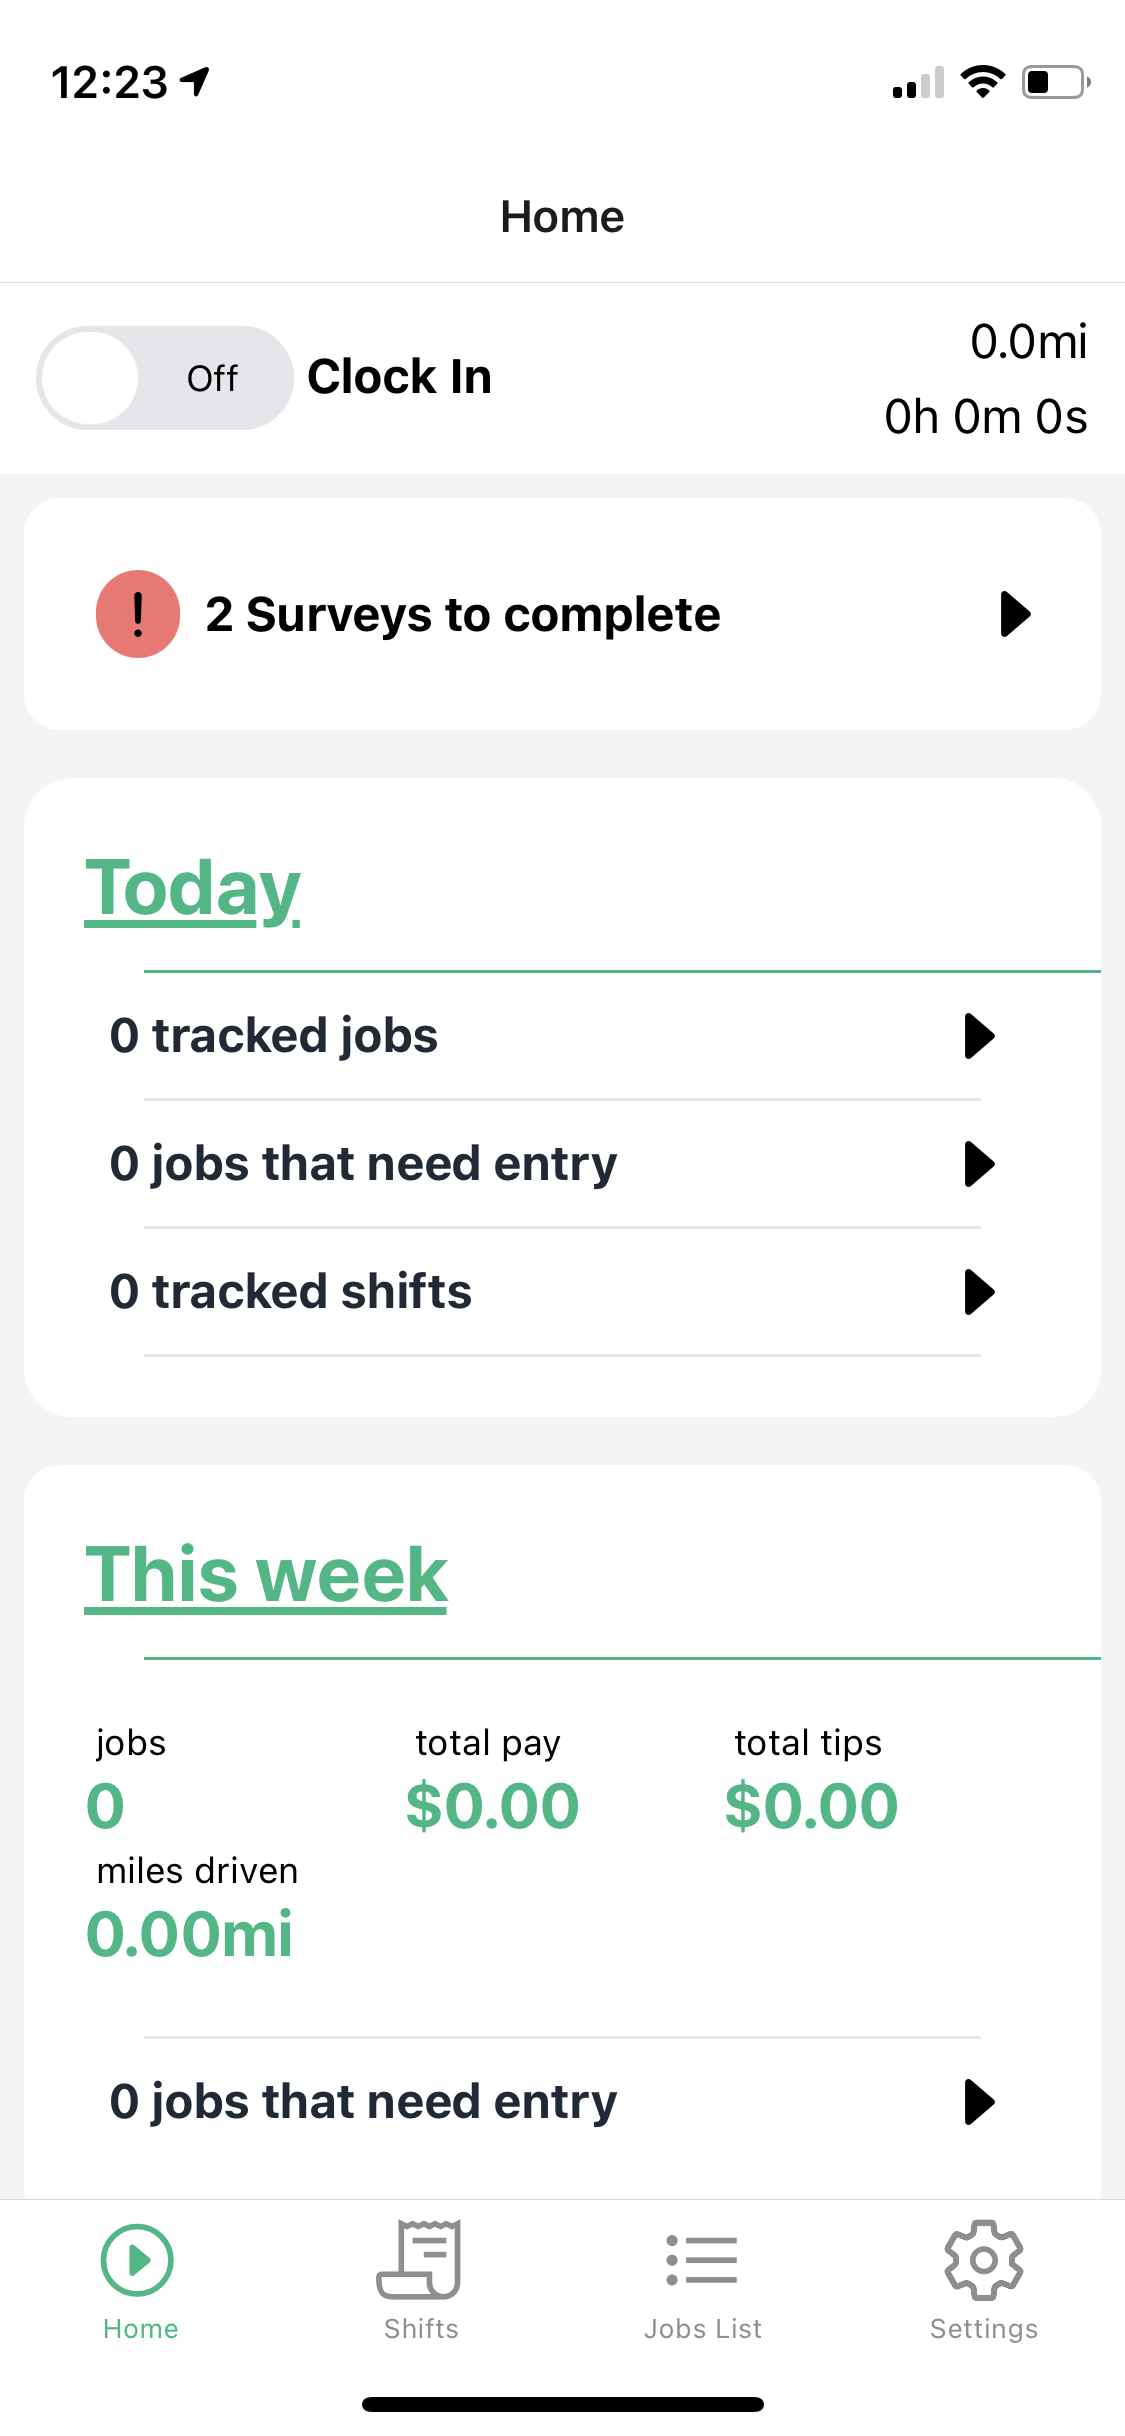 12:23
Home
Off
Clock In
0.0mi
0h 0m 0s
! 2 Surveys to complete
Today
0 tracked jobs
0 jobs that need entry
0 tracked shifts
This week
jobs total pay total tips
0 $0.00 $0.00
miles driven
0.00mi
0 jobs that need entry
Home Shifts Jobs List Settings